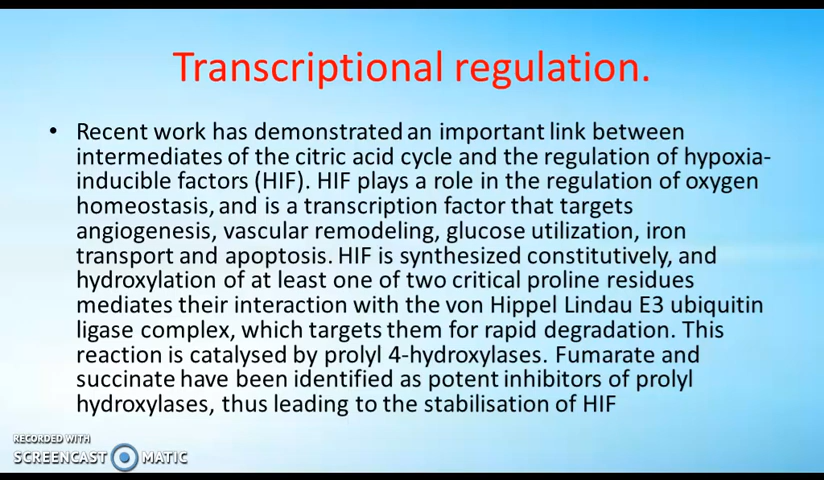 Transcriptional regulation.
• Recent work has demonstrated an important link between
intermediates of the citric acid cycle and the regulation of hypoxia-
inducible factors (HIF). HIF plays a role in the regulation of oxygen
homeostasis, and is a transcription factor that targets
angiogenesis, vascular remodeling, glucose utilization, iron
transport and apoptosis. HIF is synthesized constitutively, and
hydroxylation of at least one of two critical proline residues
mediates their interaction with the von Hippel Lindau E3 ubiquitin
ligase complex, which targets them for rapid degradation. This
reaction is catalysed by prolyl 4-hydroxylases. Fumarate and
succinate have been identified as potent inhibitors of prolyl
hydroxylases, thus leading to the stabilisation of HIF
RECORDED WITH
SCREENCAST MATIC